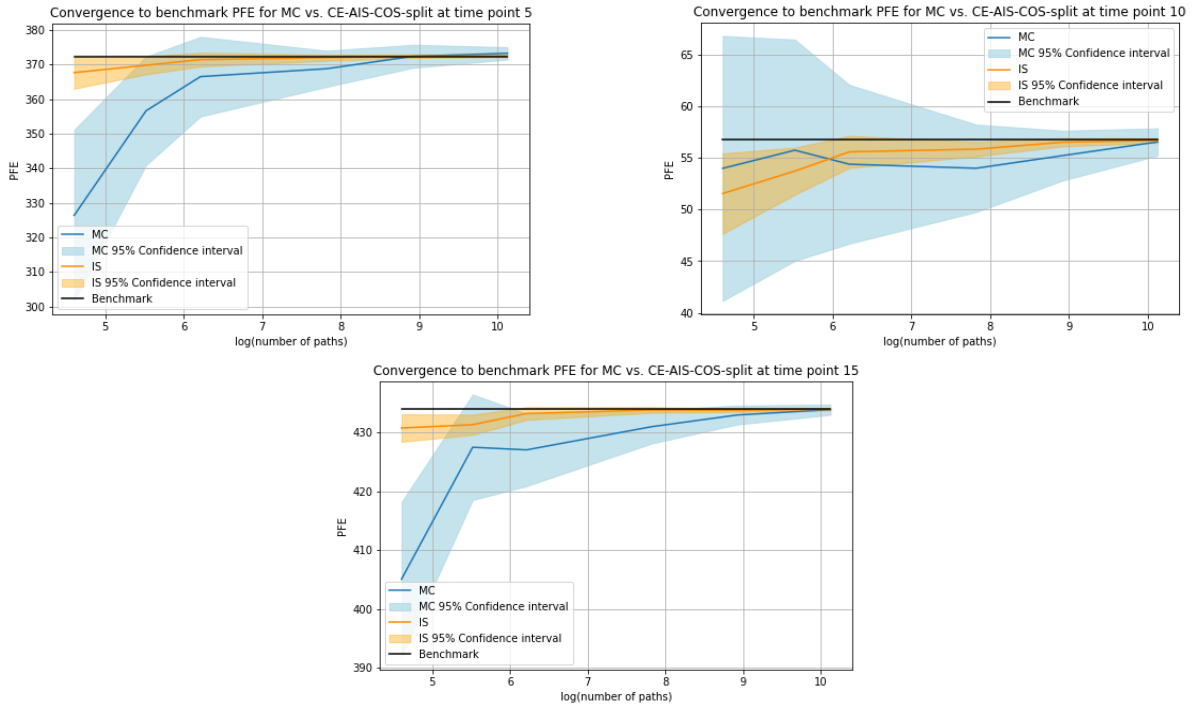 Convergence to benchmark PFE for MC vs. CE-AIS-COS-split at time point 5
380
370
360
350
340
330
320
310
300
PFE
MC
MC 95% Confidence interval
IS
IS 95% Confidence interval
Benchmark
5 6 7 8 9 10
log(number of paths)
Convergence to benchmark PFE for MC vs. CE-AIS-COS-split at time point 10
65
60
55
50
45
40
PFE
MC
MC 95% Confidence interval
IS
IS 95% Confidence interval
Benchmark
5 6 7 8 9 10
log(number of paths)
Convergence to benchmark PFE for MC vs. CE-AIS-COS-split at time point 15
430
420
410
400
390
PFE
MC
MC 95% Confidence interval
IS
IS 95% Confidence interval
Benchmark
5 6 7 8 9 10
log(number of paths)